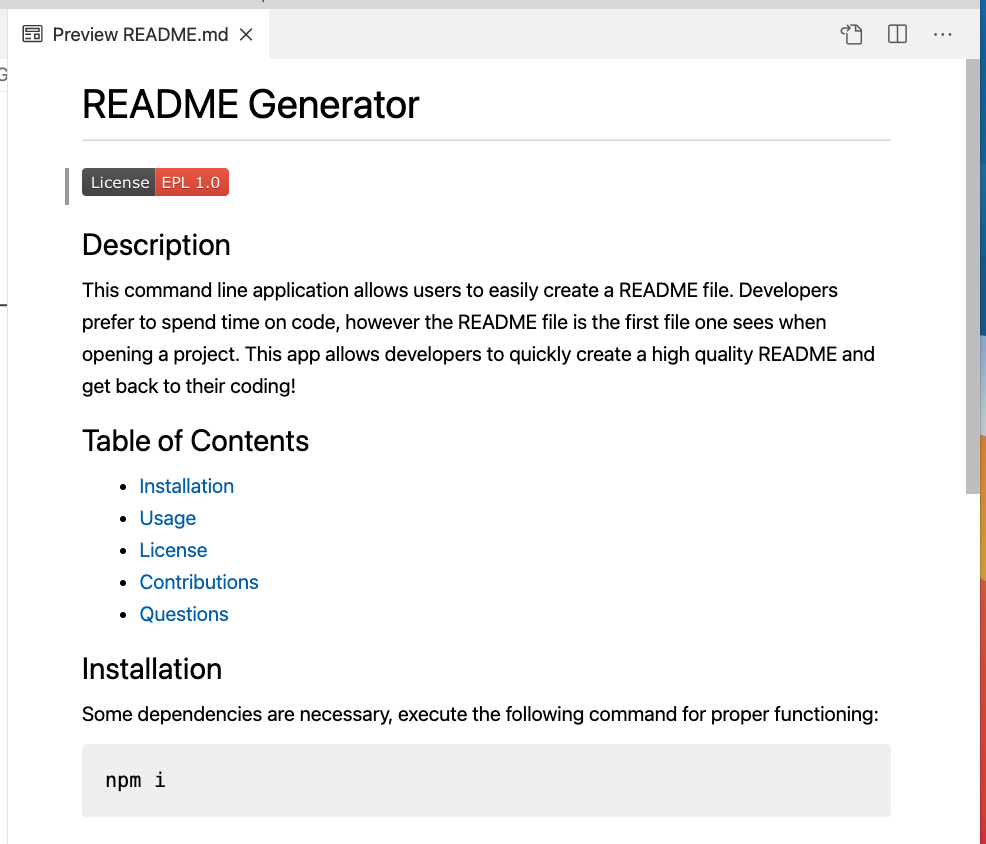 Preview README.md
README Generator
License EPL 1.0
Description
This command line application allows users to easily create a README file. Developers
prefer to spend time on code, however the README file is the first file one sees when
opening a project. This app allows developers to quickly create a high quality README and
get back to their coding!
Table of Contents
Installation
Usage
License
Contributions
Questions
Installation
Some dependencies are necessary, execute the following command for proper functioning:
npm i